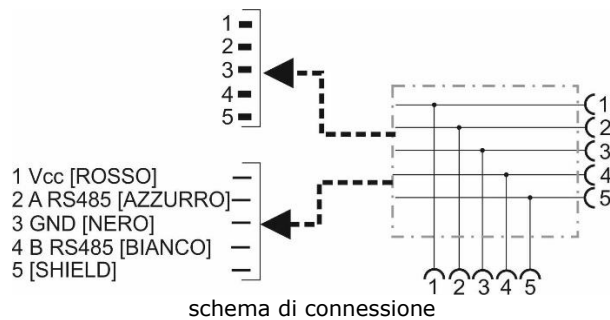 1
2
3
4
5
1
2
3
4
5
1 Vcc [ROSSO]
2 A RS485 [AZZURRO]
3 GND [NERO]
4 B RS485 [BIANCO]
5 [SHIELD]
1 2 3 4 5
schema di connessione